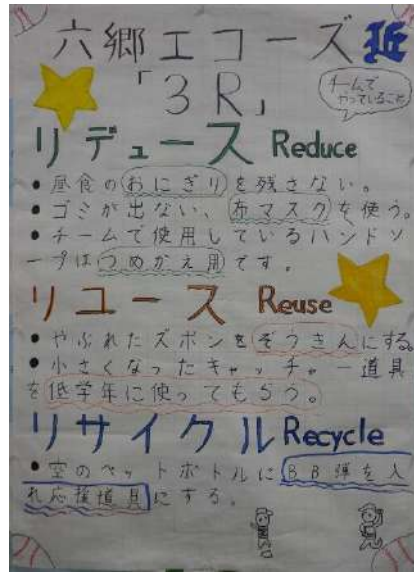 六郷エコーズ
「3R」
チームで
やっていること
リデュース Reduce
• 昼食のおにぎりを残さない。
• ゴミが出ない、布マスクを使う。
• チームで使用しているハンドソ
ープはつめかえ用です。
リユース Reuse
• やぶれたズボンをぞうきんにする。
• 小さくなったキャッチャー道具
を低学年に使ってもらう。
リサイクル Recycle
• 空のペットボトルにBB弾を入
れ応援道具にする。